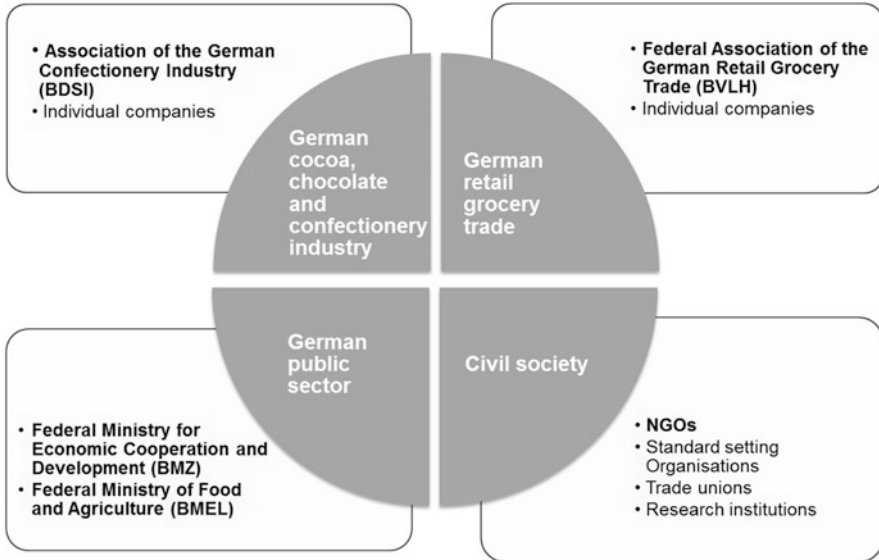 • Association of the German
Confectionery Industry
(BDSI)
• Individual companies
• Federal Association of the
German Retail Grocery
Trade (BVLH)
• Individual companies
German
cocoa,
chocolate
and
confectionery
industry
German
retail
grocery
trade
German
public
sector
Civil society
• Federal Ministry for
Economic Cooperation and
Development (BMZ)
• Federal Ministry of Food
and Agriculture (BMEL)
• NGOs
• Standard setting
Organisations
• Trade unions
• Research institutions